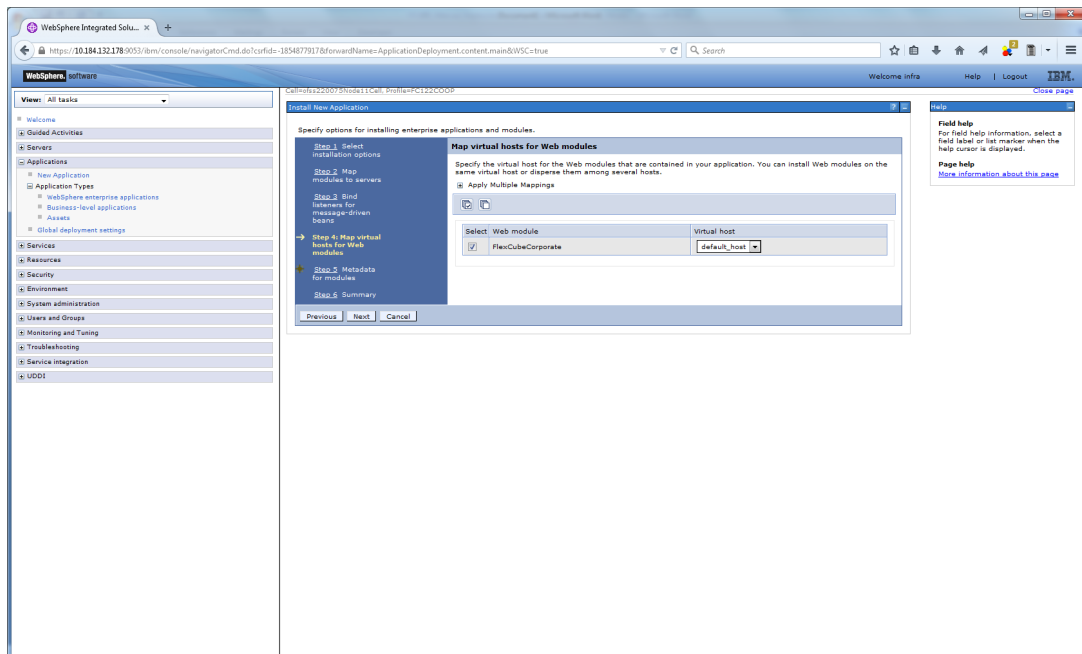 WebSphere Integrated Solu... × +
https://10.184.132.178:9053/ibm/console/navigatorCmd.do?csrfid=-1854877917&forwardName=ApplicationDeployment.content.main&WSC=true
Search
2
WebSphere. software
Welcome infra
Help | Logout
IBM.
View: All tasks
Cell=ofss220075Node11Cell, Profile=FC122COOP
Close page
Welcome
Guided Activities
Servers
Applications
New Application
Application Types
WebSphere enterprise applications
Business-level applications
Assets
Global deployment settings
Services
Resources
Security
Environment
System administration
Users and Groups
Monitoring and Tuning
Troubleshooting
Service integration
UDDI
Install New Application
?
Specify options for installing enterprise applications and modules.
Step 1 Select
installation options
Step 2 Map
modules to servers
Step 3 Bind
listeners for
message-driven
beans
Step 4: Map virtual
hosts for Web
modules
Step 5 Metadata
for modules
Step 6 Summary
Map virtual hosts for Web modules
Specify the virtual host for the Web modules that are contained in your application. You can install Web modules on the
same virtual host or disperse them among several hosts.
Apply Multiple Mappings
Select Web module Virtual host
FlexCubeCorporate default_host
Previous Next Cancel
Help
Field help
For field help information, select a
field label or list marker when the
help cursor is displayed.
Page help
More information about this page